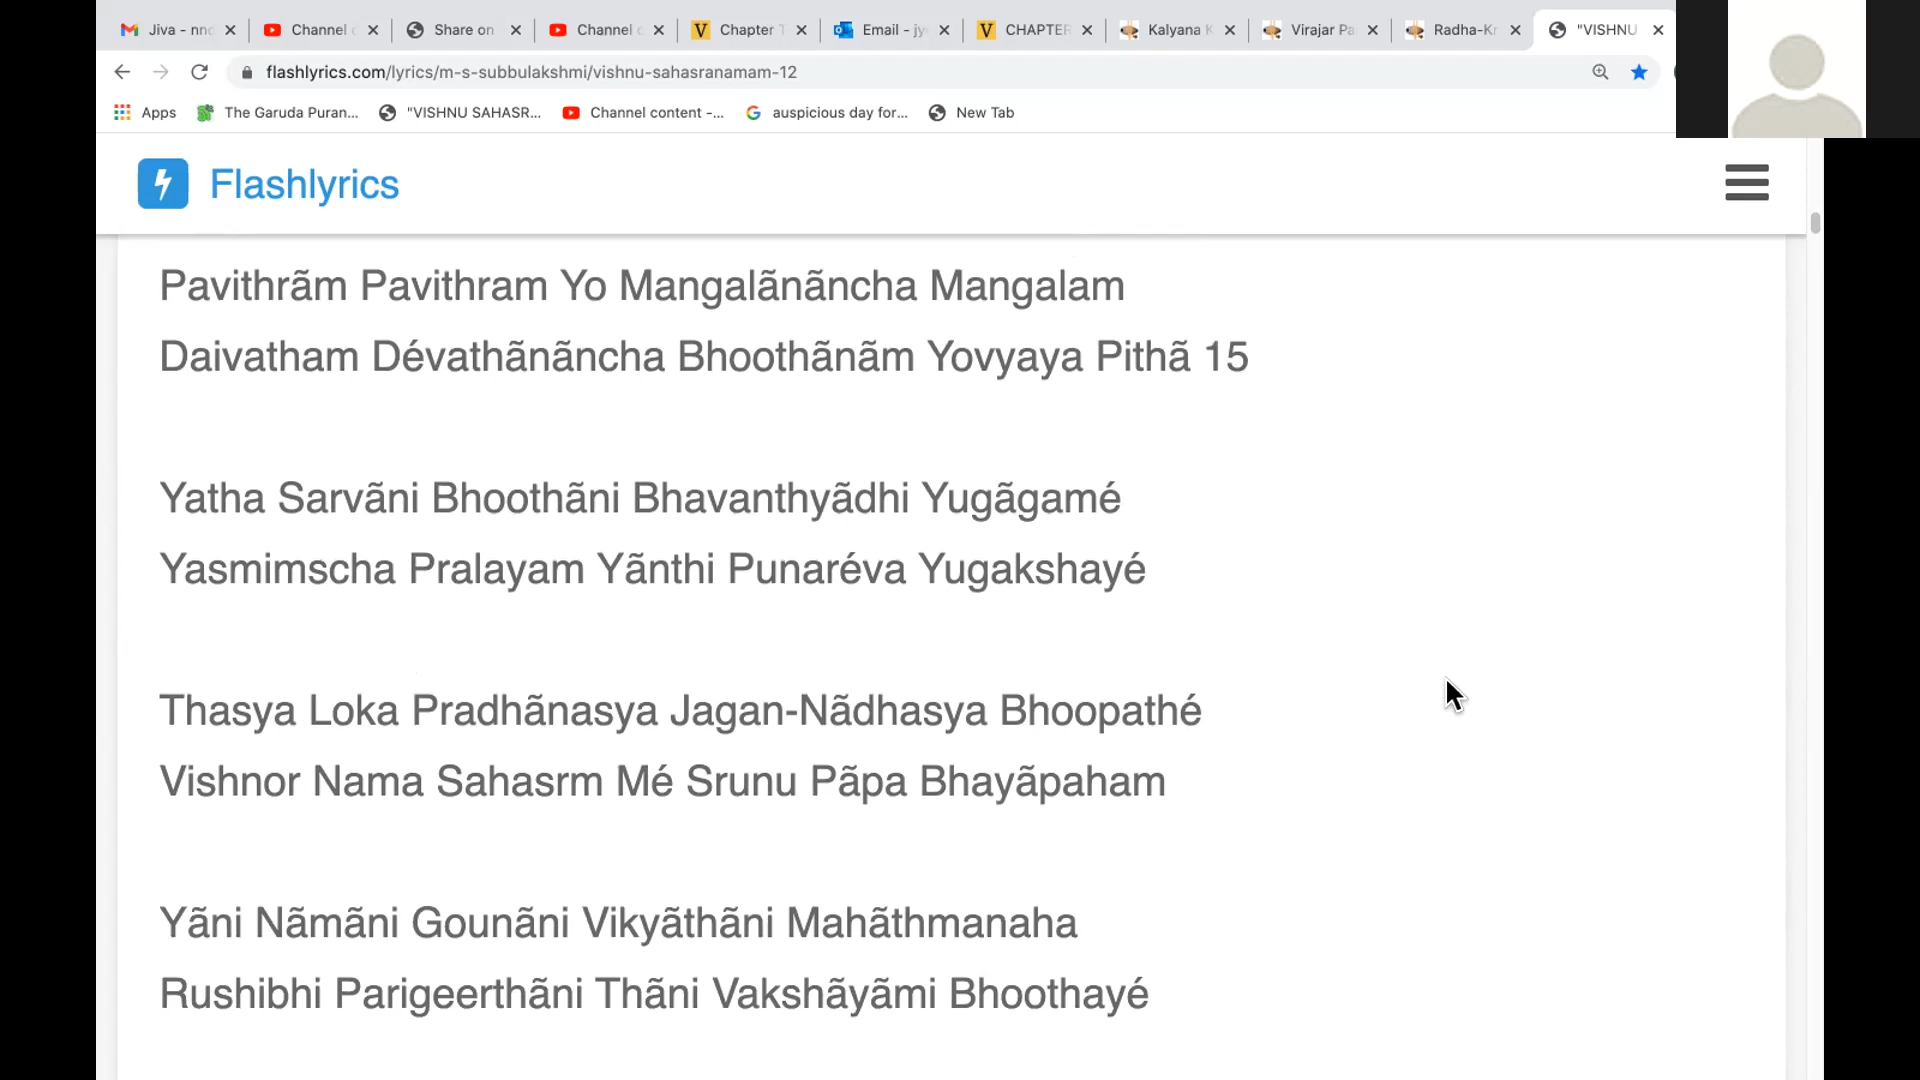 Jiva - nnd
Channel c
Share on
Channel c
Chapter T
Email - jy
CHAPTER
Kalyana K
Virajar Pa
Radha-Kr
"VISHNU
flashlyrics.com/lyrics/m-s-subbulakshmi/vishnu-sahasranamam-12
Apps
The Garuda Puran...
"VISHNU SAHASR...
Channel content -...
auspicious day for...
New Tab
Flashlyrics
Pavithrãm Pavithram Yo Mangalãnãncha Mangalam
Daivatham Dévathãnãncha Bhoothãnãm Yovyaya Pithã 15
Yatha Sarvãni Bhoothãni Bhavanthyãdhi Yugãgamé
Yasmimscha Pralayam Yãnthi Punaréva Yugakshayé
Thasya Loka Pradhãnasya Jagan-Nãdhasya Bhoopathé
Vishnor Nama Sahasrm Mé Srunu Pãpa Bhayãpaham
Yãni Nãmãni Gounãni Vikyãthãni Mahãthmanaha
Rushibhi Parigeerthãni Thãni Vakshãyãmi Bhoothayé